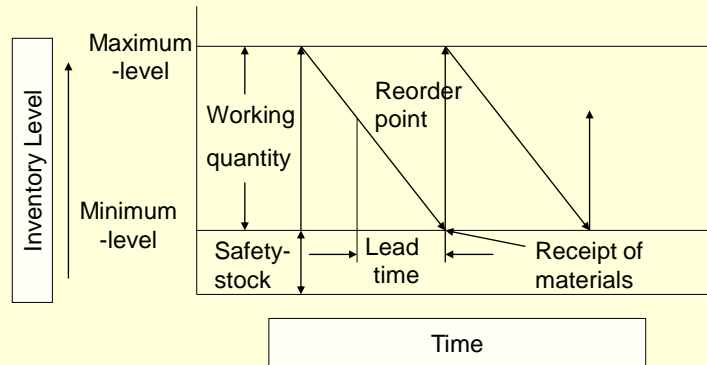 Maximum
-level
Reorder
point
Working
quantity
Inventory Level
Minimum
-level
Safety-
stock
Lead
time
Receipt of
materials
Time